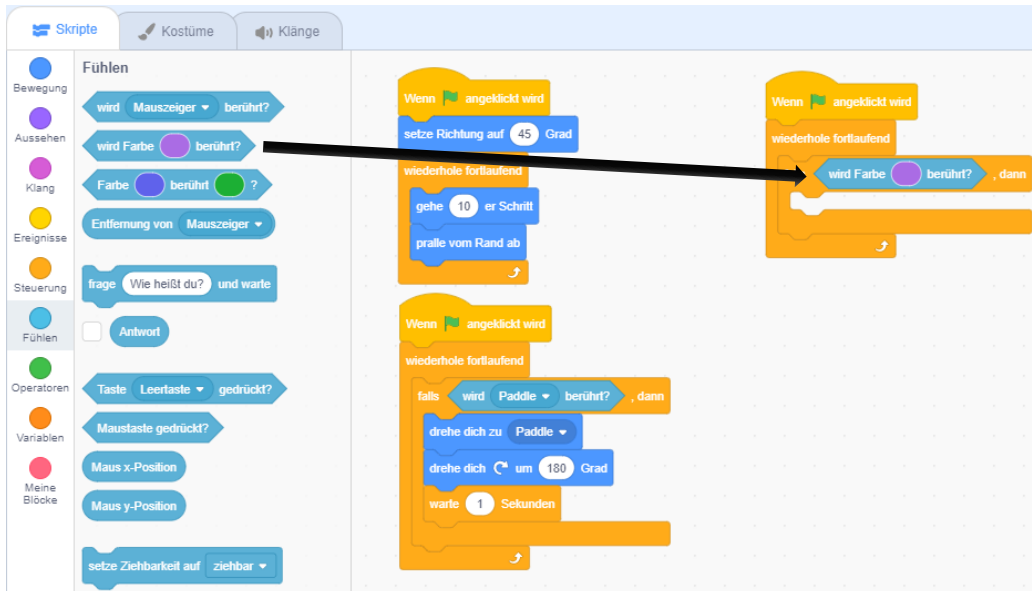 Skripte
Kostüme
Klänge
Bewegung
Aussehen
Klang
Ereignisse
Steuerung
Fühlen
Operatoren
Variablen
Meine
Blöcke
Fühlen
wird Mauszeiger berührt?
wird Farbe berührt?
Farbe berührt ?
Entfernung von Mauszeiger
frage Wie heißt du? und warte
Antwort
Taste Leertaste gedrückt?
Maustaste gedrückt?
Maus x-Position
Maus y-Position
setze Ziehbarkeit auf ziehbar
Wenn angeklickt wird
setze Richtung auf 45 Grad
wiederhole fortlaufend
gehe 10 er Schritt
pralle vom Rand ab
Wenn angeklickt wird
wiederhole fortlaufend
falls wird Paddle berührt? , dann
drehe dich zu Paddle
drehe dich um 180 Grad
warte 1 Sekunden
Wenn angeklickt wird
wiederhole fortlaufend
wird Farbe berührt? , dann